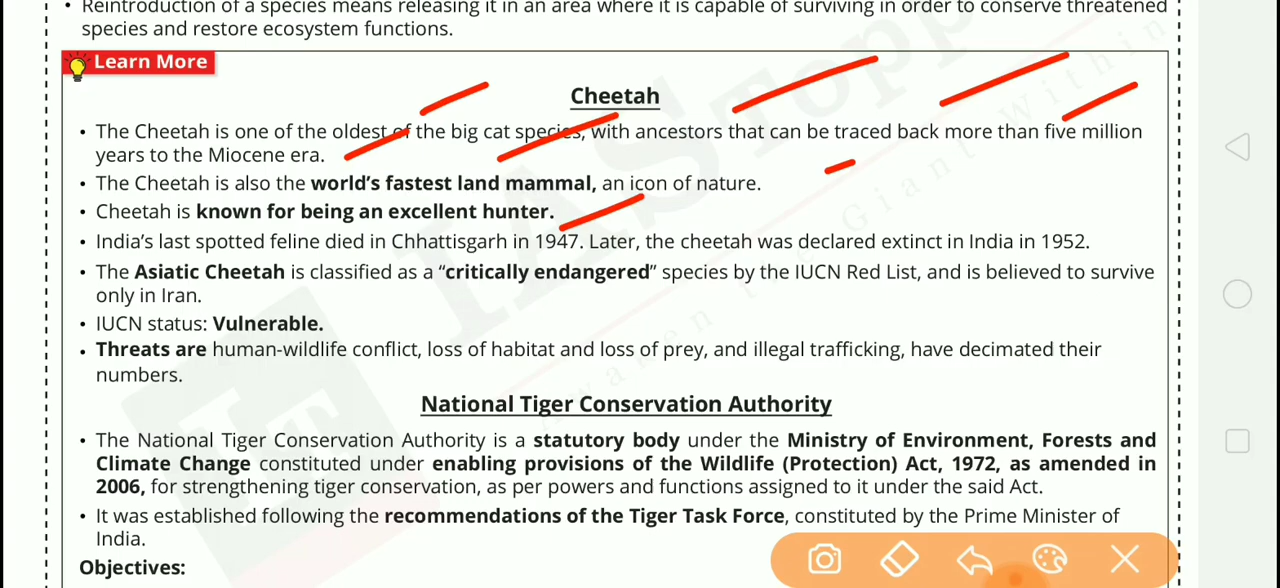 • Reintroduction of a species means releasing it in an area where it is capable of surviving in order to conserve threatened
species and restore ecosystem functions.
Learn More
Cheetah
• The Cheetah is one of the oldest of the big cat species, with ancestors that can be traced back more than five million
years to the Miocene era.
• The Cheetah is also the world’s fastest land mammal, an icon of nature.
• Cheetah is known for being an excellent hunter.
• India’s last spotted feline died in Chhattisgarh in 1947. Later, the cheetah was declared extinct in India in 1952.
• The Asiatic Cheetah is classified as a “critically endangered” species by the IUCN Red List, and is believed to survive
only in Iran.
• IUCN status: Vulnerable.
• Threats are human-wildlife conflict, loss of habitat and loss of prey, and illegal trafficking, have decimated their
numbers.
National Tiger Conservation Authority
• The National Tiger Conservation Authority is a statutory body under the Ministry of Environment, Forests and
Climate Change constituted under enabling provisions of the Wildlife (Protection) Act, 1972, as amended in
2006, for strengthening tiger conservation, as per powers and functions assigned to it under the said Act.
• It was established following the recommendations of the Tiger Task Force, constituted by the Prime Minister of
India.
Objectives: